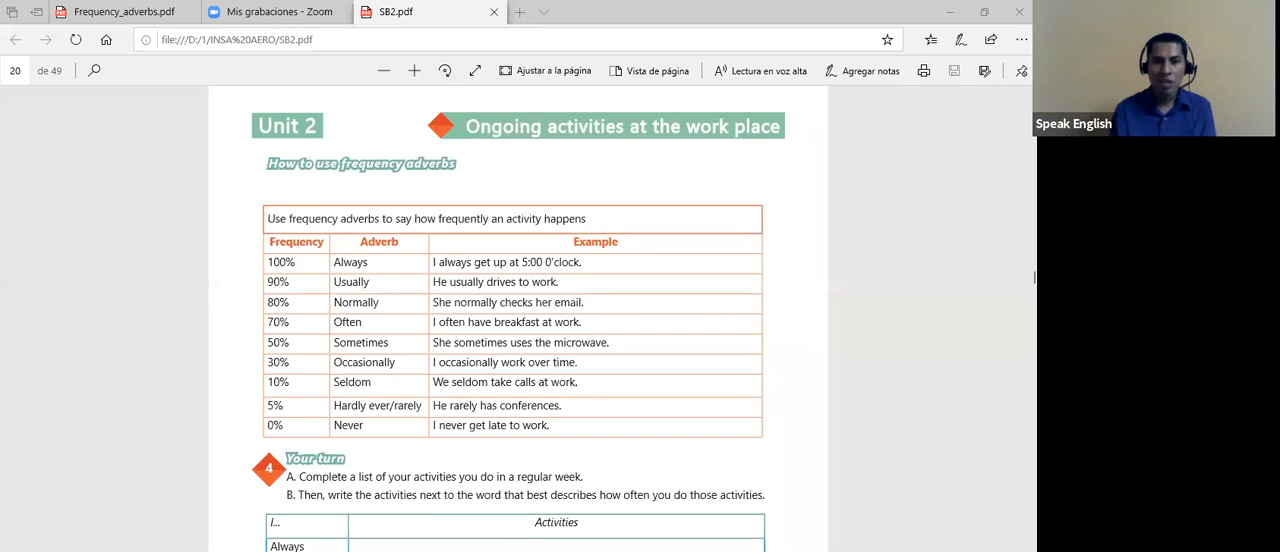 Frequency_adverbs.pdf
Mis grabaciones - Zoom
SB2.pdf
file:///D:/1/INSA%20AERO/SB2.pdf
20 de 49
Ajustar a la página
Vista de página
Lectura en voz alta
Agregar notas
Speak English
Unit 2
Ongoing activities at the work place
How to use frequency adverbs
Use frequency adverbs to say how frequently an activity happens
Frequency Adverb Example
100% Always I always get up at 5:00 0'clock.
90% Usually He usually drives to work.
80% Normally She normally checks her email.
70% Often I often have breakfast at work.
50% Sometimes She sometimes uses the microwave.
30% Occasionally I occasionally work over time.
10% Seldom We seldom take calls at work.
5% Hardly ever/rarely He rarely has conferences.
0% Never I never get late to work.
4 Your turn
A. Complete a list of your activities you do in a regular week.
B. Then, write the activities next to the word that best describes how often you do those activities.
I... Activities
Always